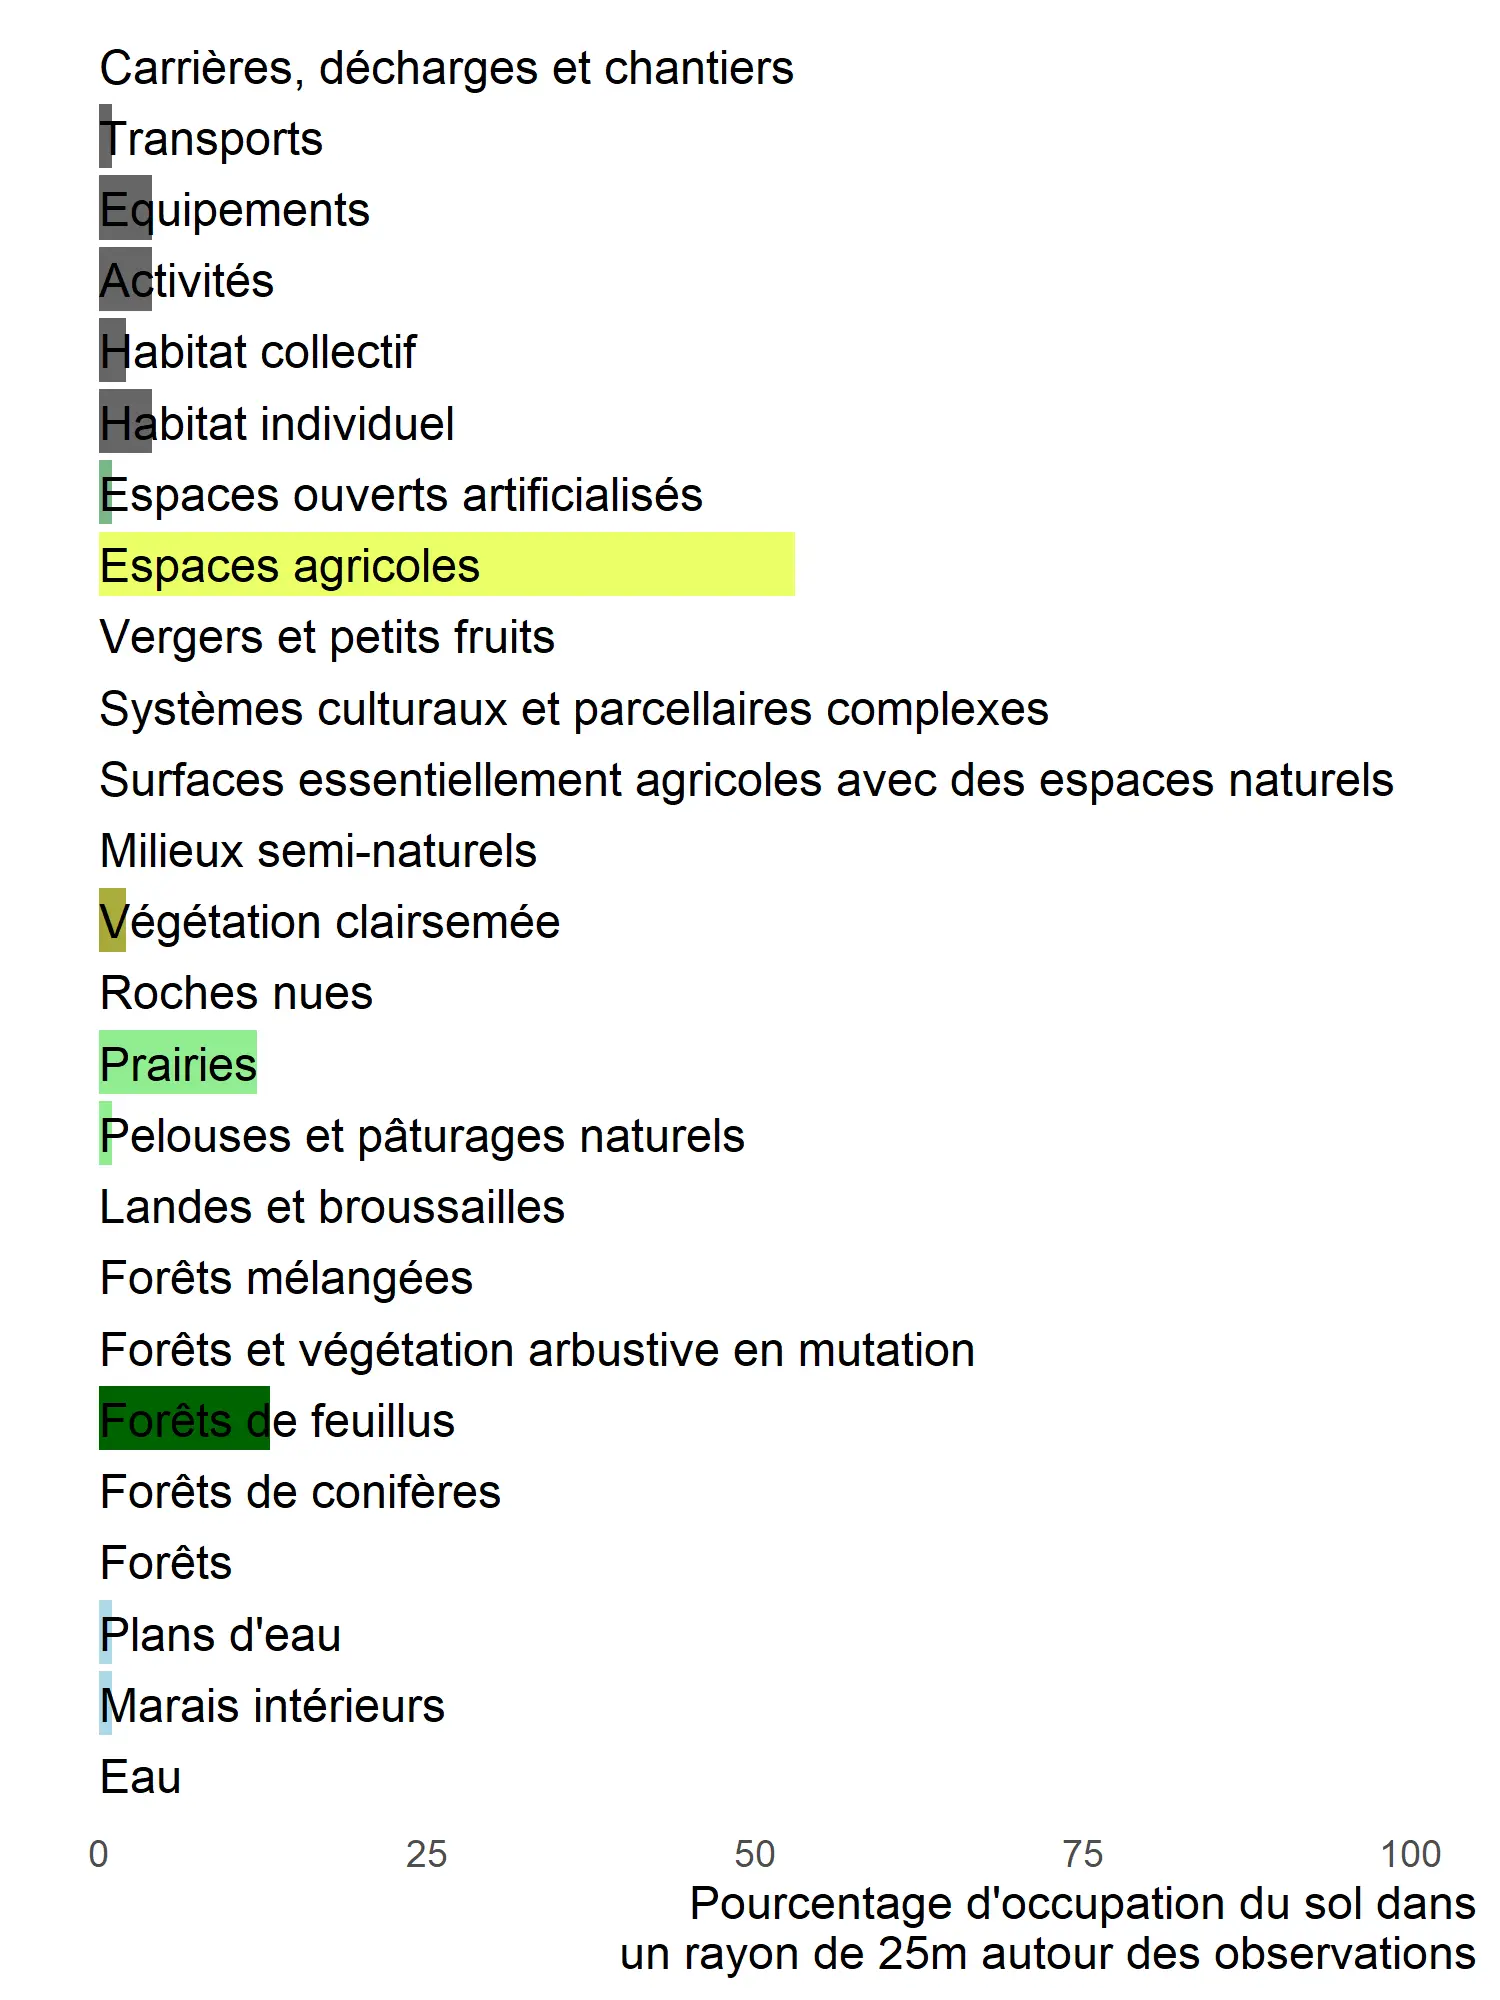 Carrières, décharges et chantiers
Transports
Equipements
Activités
Habitat collectif
Habitat individuel
Espaces ouverts artificialisés
Espaces agricoles
Vergers et petits fruits
Systèmes culturaux et parcellaires complexes
Surfaces essentiellement agricoles avec des espaces naturels
Milieux semi-naturels
Végétation clairsemée
Roches nues
Prairies
Pelouses et pâturages naturels
Landes et broussailles
Forêts mélangées
Forêts et végétation arbustive en mutation
Forêts de feuillus
Forêts de conifères
Forêts
Plans d'eau
Marais intérieurs
Eau
0 25 50 75 100
Pourcentage d'occupation du sol dans
un rayon de 25m autour des observations